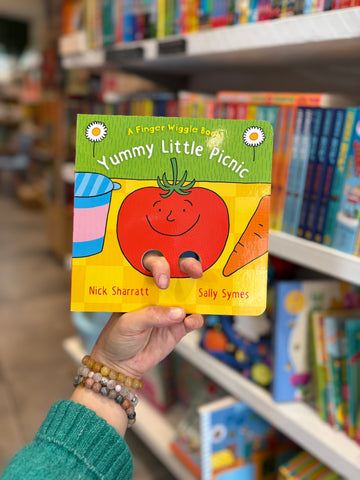 A Finger Wiggle Book
Yummy Little Picnic
Nick Sharratt Sally Symes